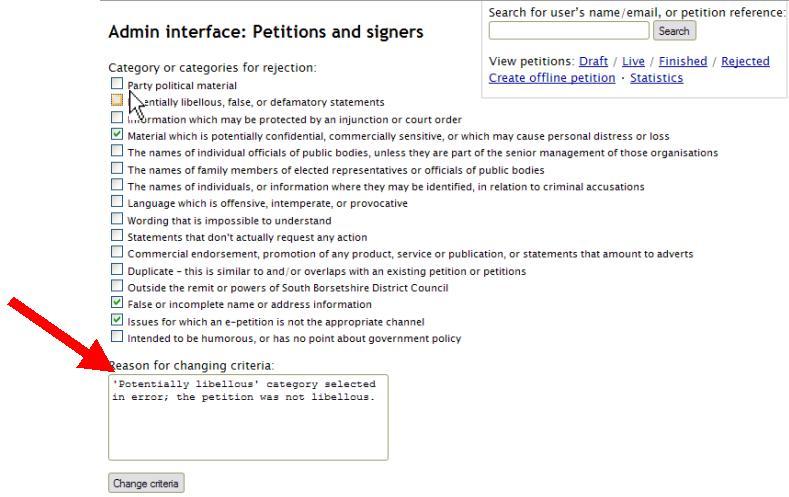 Search for user's name/email, or petition reference:
Search
Admin interface: Petitions and signers
View petitions: Draft / Live / Finished / Rejected
Create offline petition · Statistics
Category or categories for rejection:
Party political material
libellous, false, or defamatory statements
which may be protected by an injunction or court order
Material which is potentially confidential, commercially sensitive, or which may cause personal distress or loss
The names of individual officials of public bodies, unless they are part of the senior management of those organisations
The names of family members of elected representatives or officials of public bodies
The names of individuals, or information where they may be identified, in relation to criminal accusations
Language which is offensive, intemperate, or provocative
Wording that is impossible to understand
Statements that don't actually request any action
Commercial endorsement, promotion of any product, service or publication, or statements that amount to adverts
Duplicate - this is similar to and/or overlaps with an existing petition or petitions
Outside the remit or powers of South Borsetshire District Council
False or incomplete name or address information
Issues for which an e-petition is not the appropriate channel
Intended to be humorous, or has no point about government policy
Reason for changing criteria:
'Potentially libellous' category selected
in error; the petition was not libellous.
Change criteria